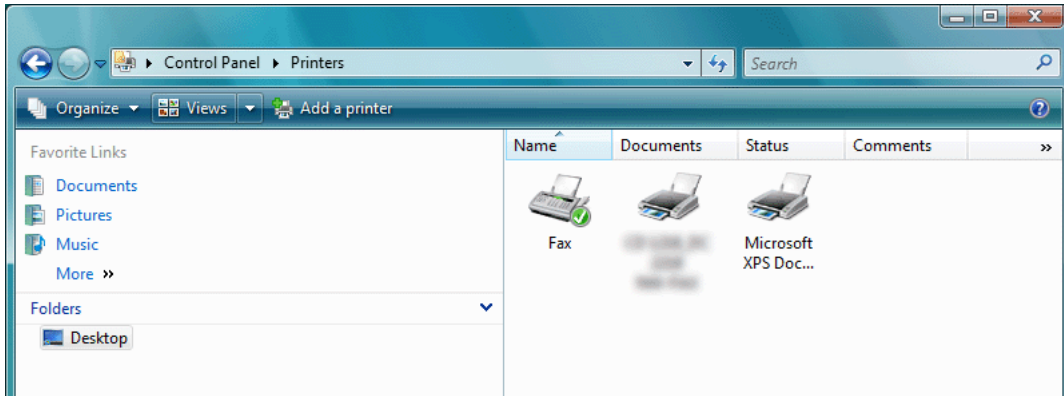 Control Panel ▸ Printers
Search
Organize Views Add a printer
Favorite Links
Documents
Pictures
Music
More »
Folders
Desktop
Name Documents Status Comments »
Fax
Microsoft
XPS Doc...